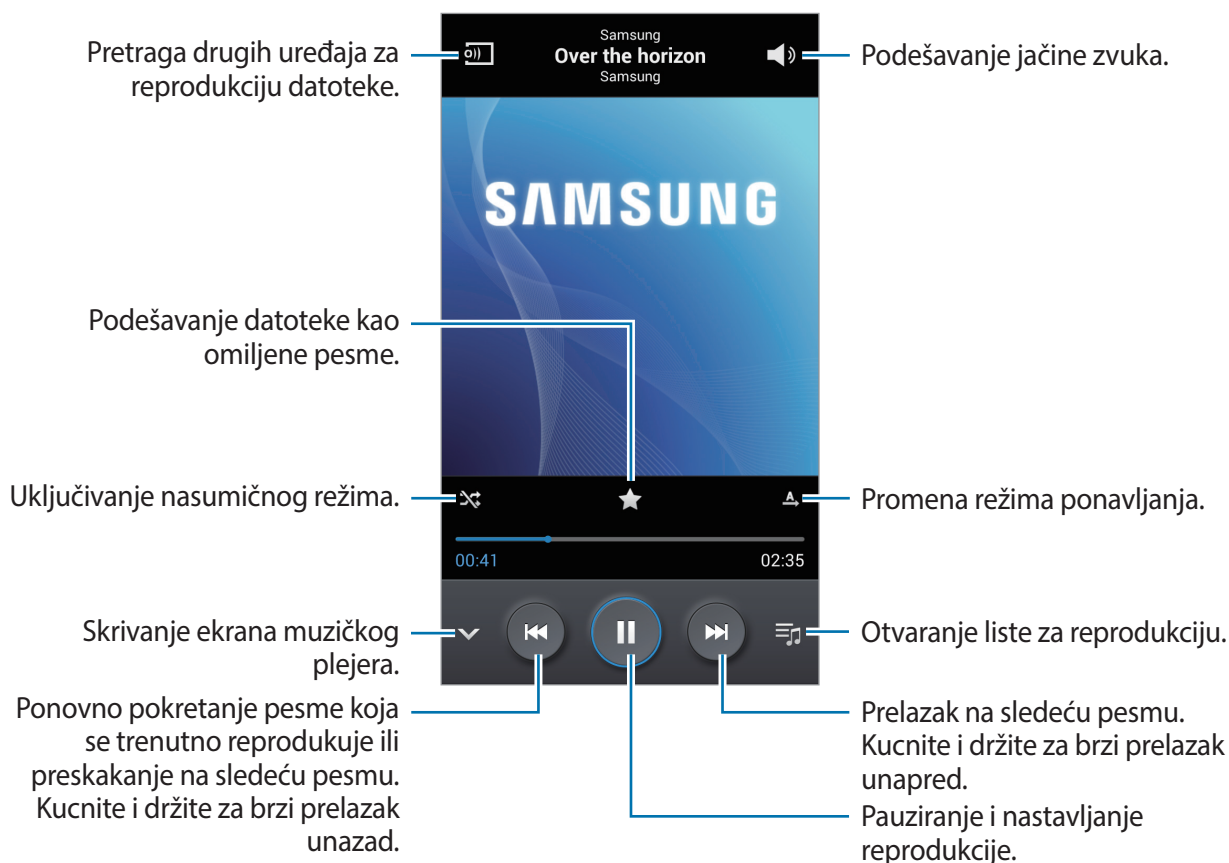 Pretraga drugih uređaja za
reprodukciju datoteke.
Samsung
Over the horizon
Samsung
Podešavanje jačine zvuka.
SAMSUNG
Podešavanje datoteke kao
omiljene pesme.
Uključivanje nasumičnog režima.
A
Promena režima ponavljanja.
00:41
02:35
Skrivanje ekrana muzičkog
plejera.
Otvaranje liste za reprodukciju.
Ponovno pokretanje pesme koja
se trenutno reprodukuje ili
preskakanje na sledeću pesmu.
Kucnite i držite za brzi prelazak
unazad.
Prelazak na sledeću pesmu.
Kucnite i držite za brzi prelazak
unapred.
Pauziranje i nastavljanje
reprodukcije.